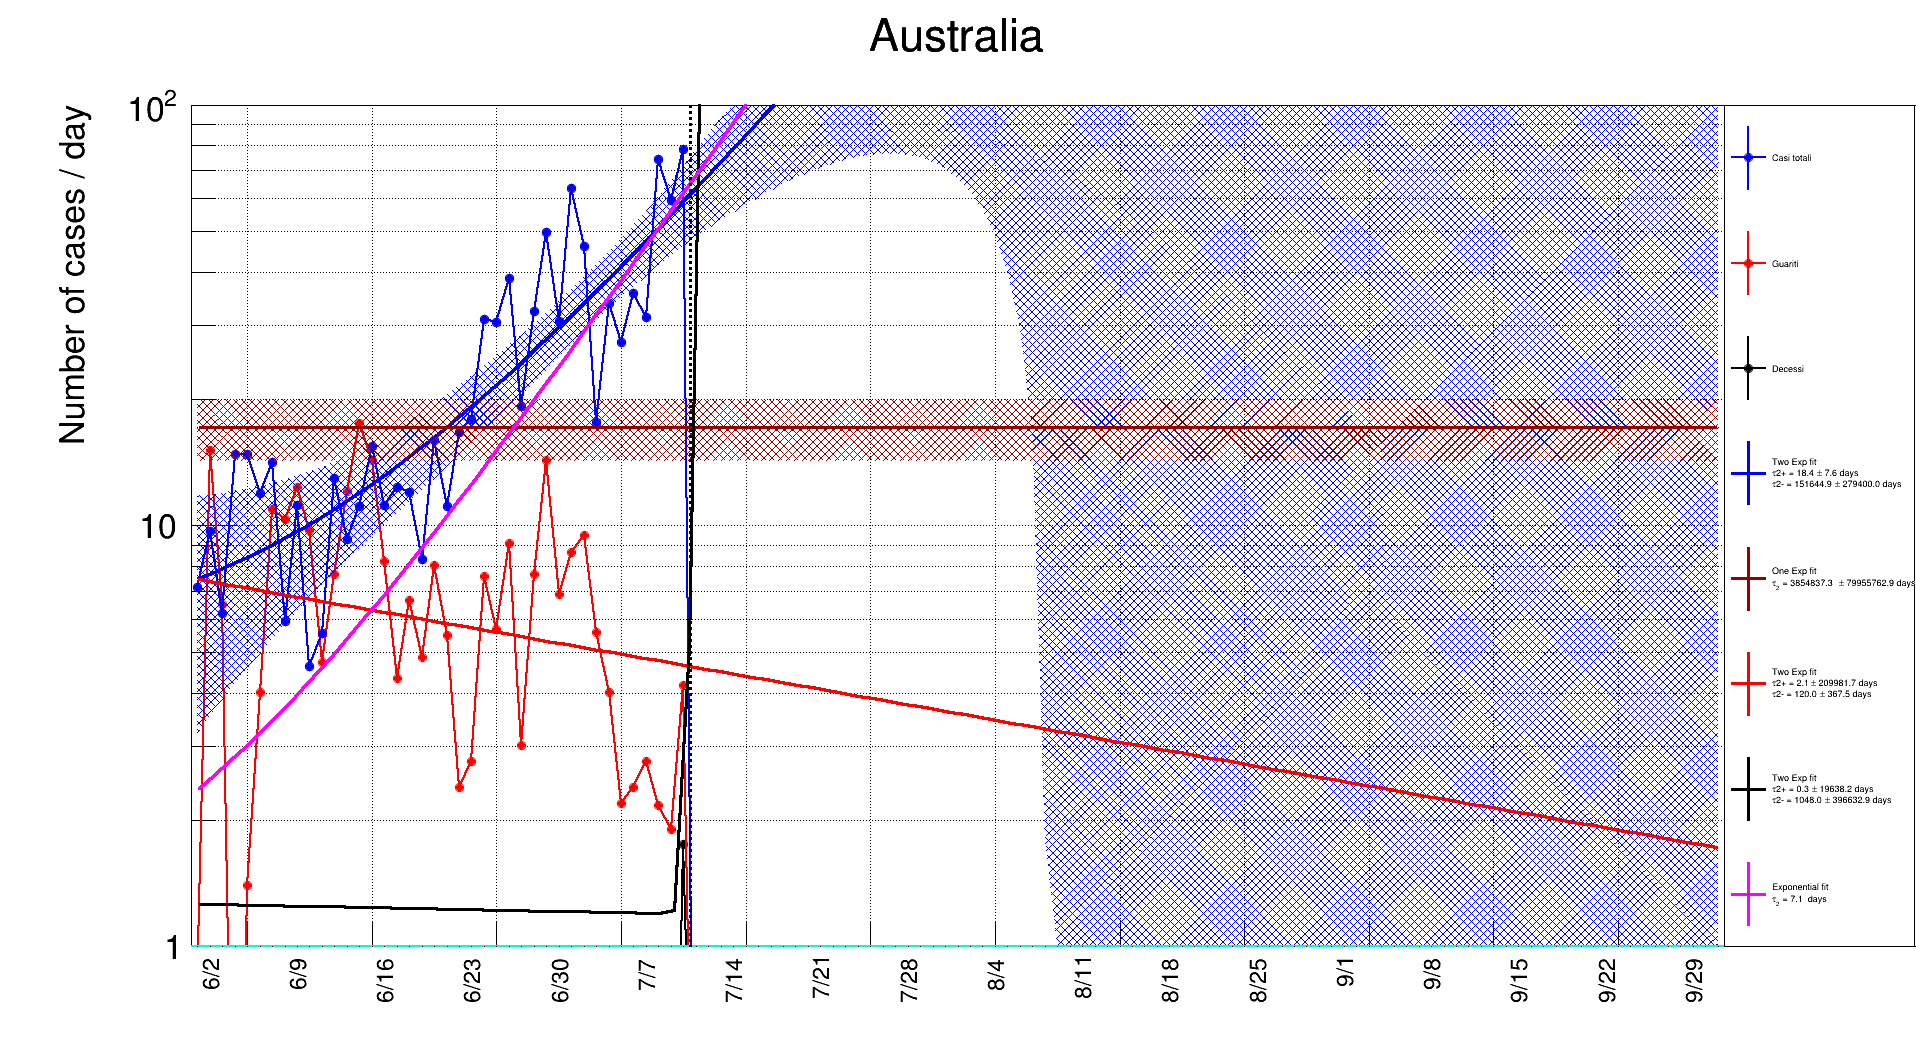 Australia
Number of cases / day
10²
10
1
6/2
6/9
6/16
6/23
6/30
7/7
7/14
7/21
7/28
8/4
8/11
8/18
8/25
9/1
9/8
9/15
9/22
9/29
Casi totali
Guariti
Decessi
Two Exp fit
τ2+ = 18.4 ± 7.6 days
τ2- = 151644.9 ± 279400.0 days
One Exp fit
τ₂ = 3854837.3 ± 79955762.9 days
Two Exp fit
τ2+ = 2.1 ± 209981.7 days
τ2- = 120.0 ± 367.5 days
Two Exp fit
τ2+ = 0.3 ± 19638.2 days
τ2- = 1048.0 ± 396632.9 days
Exponential fit
τ₂ = 7.1 days